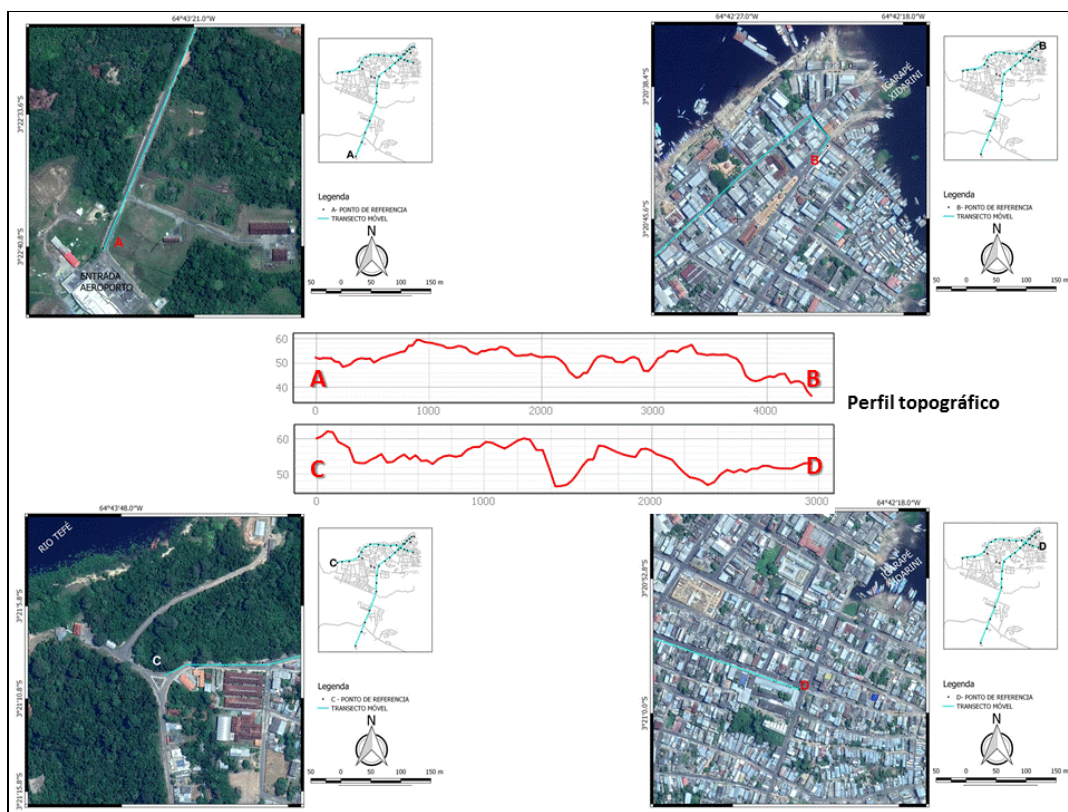 64°43'21.0"W
3°22'33.6"S
3°22'40.8"S
A
ENTRADA
AEROPORTO
A
Legenda
A- PONTO DE REFERENCIA
TRANSECTO MÓVEL
N
50 0 50 100 150 m
64°42'27.0"W 64°42'18.0"W
3°20'38.4"S
3°20'45.6"S
IGARAPÉ
XIDARINI
B
B
Legenda
B- PONTO DE REFERENCIA
TRANSECTO MÓVEL
N
50 0 50 100 150 m
60
50
40
A B
0 1000 2000 3000 4000
Perfil topográfico
60
50
C D
0 1000 2000 3000
64°43'48.0"W
3°21'5.8"S
3°21'10.8"S
3°21'15.8"S
RIO TEFÉ
C
C
Legenda
C - PONTO DE REFERENCIA
TRANSECTO MÓVEL
N
50 0 50 100 150 m
64°42'18.0"W
3°20'52.8"S
3°21'0.0"S
IGARAPÉ
XIDARINI
D
D
Legenda
D- PONTO DE REFERENCIA
TRANSECTO MÓVEL
N
50 0 50 100 150 m